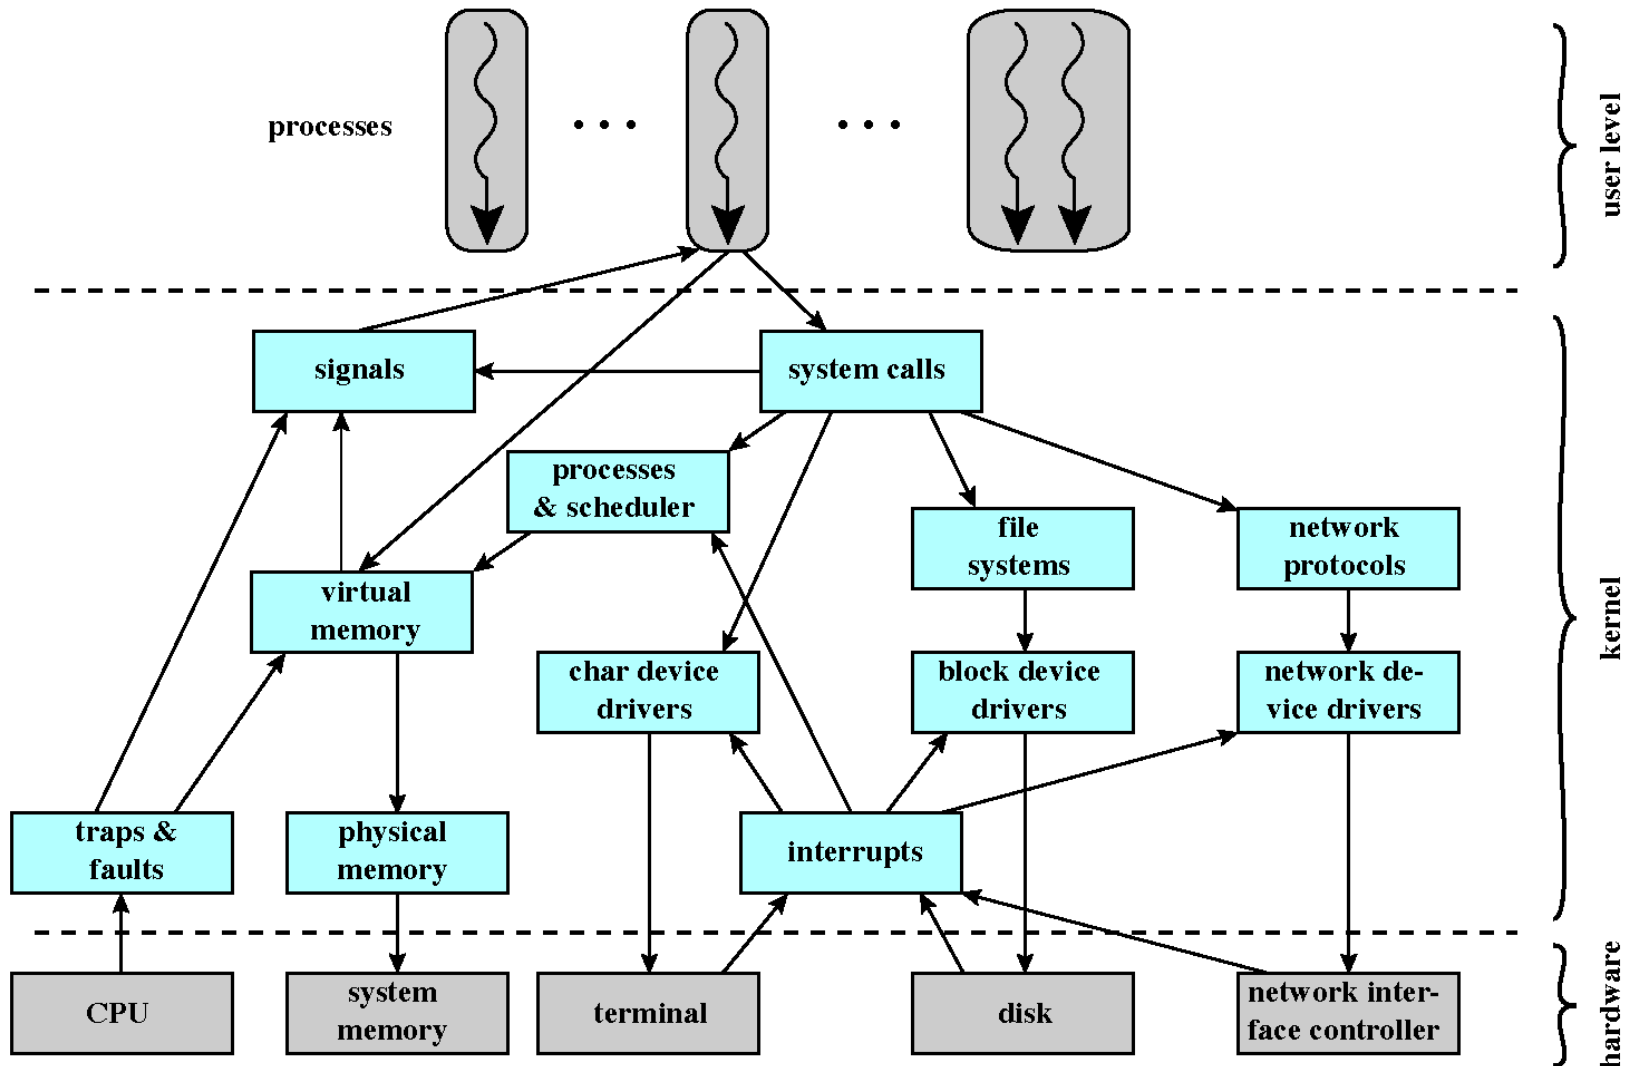 processes
user level
signals
system calls
processes
& scheduler
file
systems
network
protocols
virtual
memory
kernel
char device
drivers
block device
drivers
network de-
vice drivers
traps &
faults
physical
memory
interrupts
CPU
system
memory
terminal
disk
network inter-
face controller
hardware